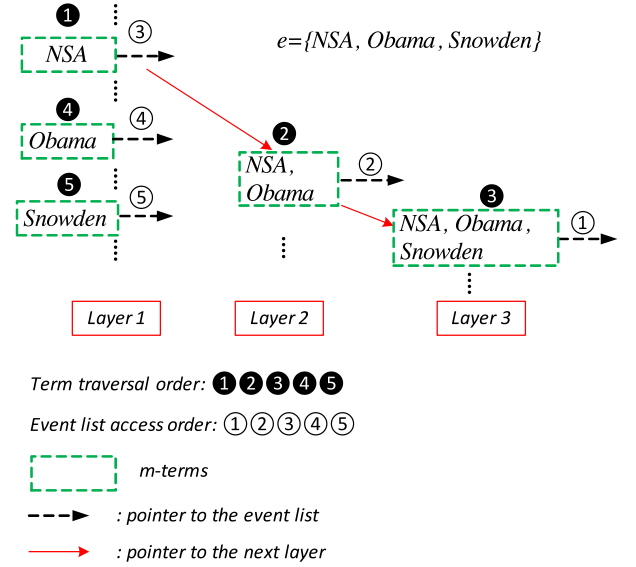 ❶
③
NSA
e={NSA, Obama, Snowden}
❹
④
Obama
❷
NSA,
Obama
②
❺
⑤
Snowden
❸
NSA, Obama,
Snowden
①
Layer 1
Layer 2
Layer 3
Term traversal order: ❶❷❸❹❺
Event list access order: ①②③④⑤
m-terms
: pointer to the event list
: pointer to the next layer